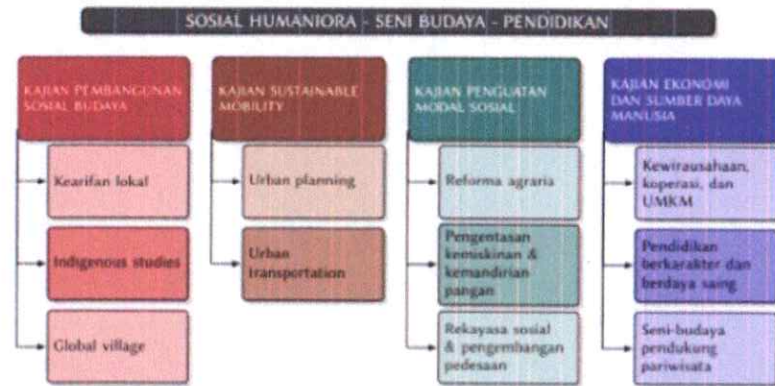 SOSIAL HUMANIORA - SENI BUDAYA - PENDIDIKAN
KAJIAN PEMBANGUNAN
SOSIAL BUDAYA
Kearifan lokal
Indigenous studies
Global village
KAJIAN SUSTAINABLE
MOBILITY
Urban planning
Urban
transportation
KAJIAN PENGUATAN
MODAL SOSIAL
Reforma agraria
Pengentasan
kemiskinan &
kemandirian
pangan
Rekayasa sosial
& pengembangan
pedesaan
KAJIAN EKONOMI
DAN SUMBER DAYA
MANUSIA
Kewirausahaan,
koperasi, dan
UMKM
Pendidikan
berkarakter dan
berdaya saing
Seni-budaya
pendukung
pariwisata